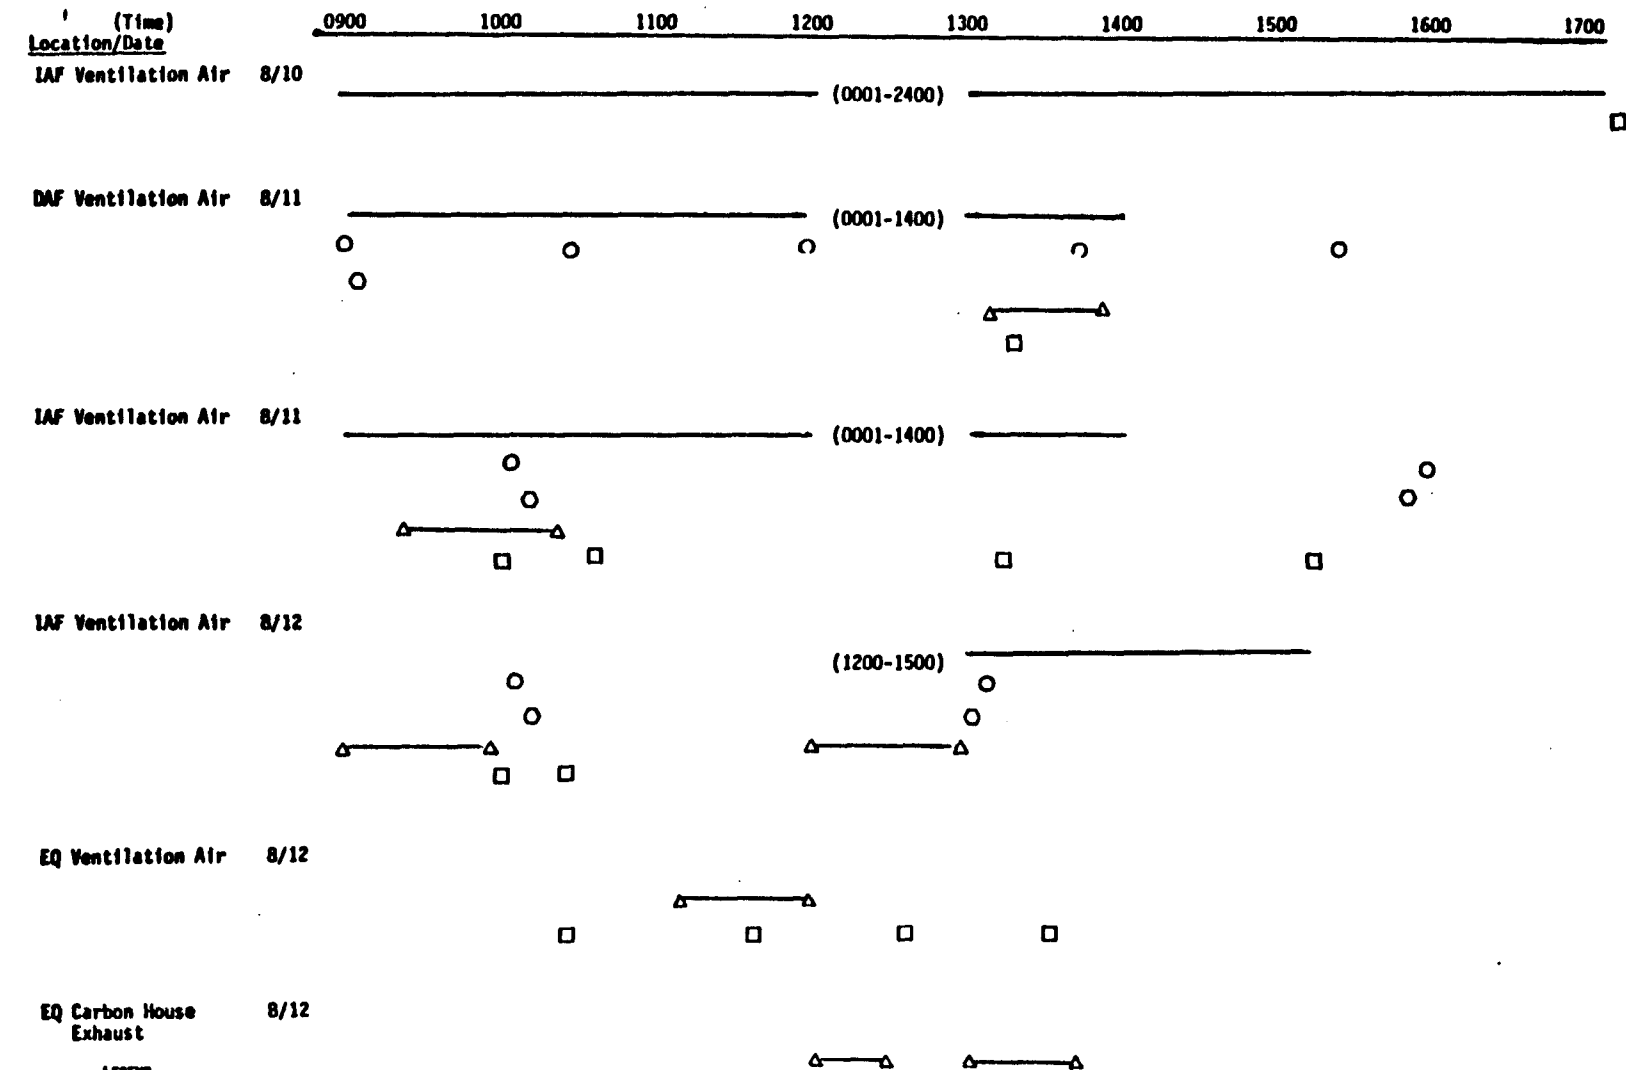 (Time) 0900 1000 1100 1200 1300 1400 1500 1600 1700
Location/Date
IAF Ventilation Air 8/10
(0001-2400)
DAF Ventilation Air 8/11
(0001-1400)
IAF Ventilation Air 8/11
(0001-1400)
IAF Ventilation Air 8/12
(1200-1500)
EQ Ventilation Air 8/12
EQ Carbon House 8/12
Exhaust